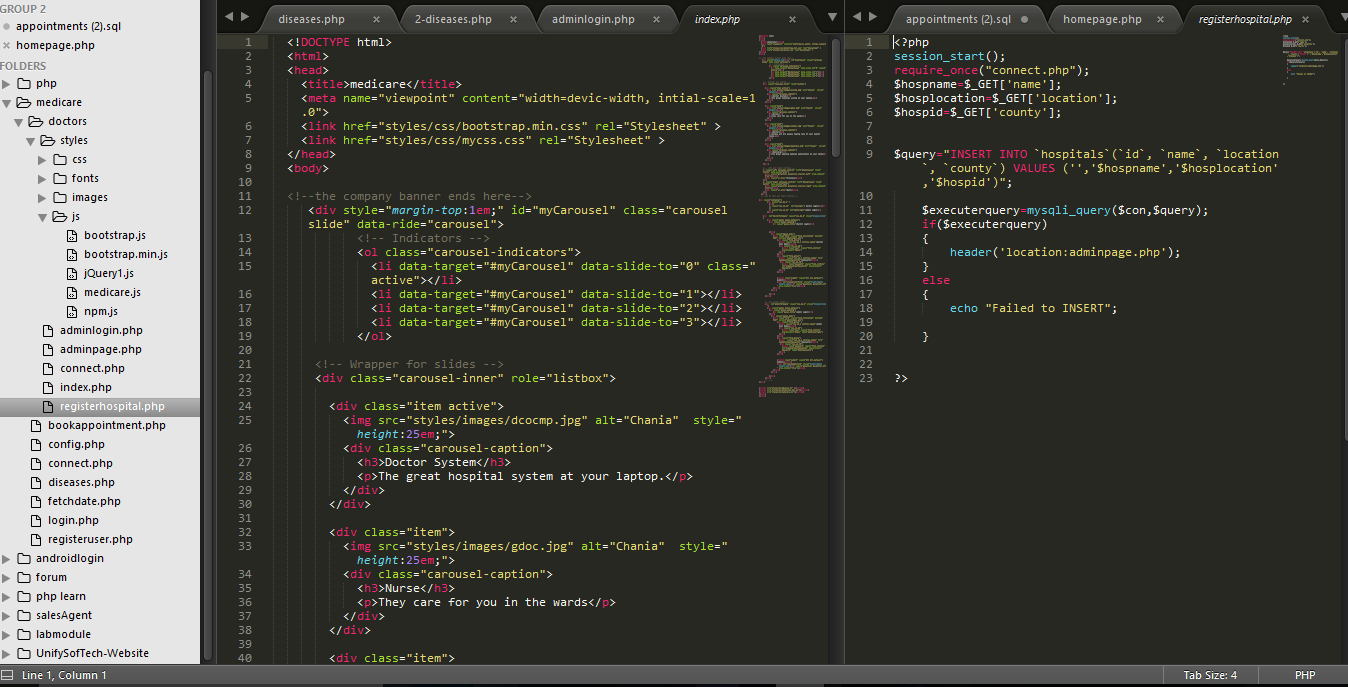 GROUP 2
appointments (2).sql
homepage.php
FOLDERS
php
medicare
doctors
styles
css
fonts
images
js
bootstrap.js
bootstrap.min.js
jQuery1.js
medicare.js
npm.js
adminlogin.php
adminpage.php
connect.php
index.php
registerhospital.php
bookappointment.php
config.php
connect.php
diseases.php
fetchdate.php
login.php
registeruser.php
androidlogin
forum
php learn
salesAgent
labmodule
UnifySofTech-Website
diseases.php × 2-diseases.php × adminlogin.php × index.php ×
1 <!DOCTYPE html>
2 <html>
3 <head>
4 <title>medicare</title>
5 <meta name="viewport" content="width=devic-width, intial-scale=1
.0">
6 <link href="styles/css/bootstrap.min.css" rel="Stylesheet" >
7 <link href="styles/css/mycss.css" rel="Stylesheet" >
8 </head>
9 <body>
10
11 <!--the company banner ends here-->
12 <div style="margin-top:1em;" id="myCarousel" class="carousel
slide" data-ride="carousel">
13 <!-- Indicators -->
14 <ol class="carousel-indicators">
15 <li data-target="#myCarousel" data-slide-to="0" class="
active"></li>
16 <li data-target="#myCarousel" data-slide-to="1"></li>
17 <li data-target="#myCarousel" data-slide-to="2"></li>
18 <li data-target="#myCarousel" data-slide-to="3"></li>
19 </ol>
20
21 <!-- Wrapper for slides -->
22 <div class="carousel-inner" role="listbox">
23
24 <div class="item active">
25 <img src="styles/images/dcocmp.jpg" alt="Chania"  style="
height:25em;">
26 <div class="carousel-caption">
27 <h3>Doctor System</h3>
28 <p>The great hospital system at your laptop.</p>
29 </div>
30 </div>
31
32 <div class="item">
33 <img src="styles/images/gdoc.jpg" alt="Chania"  style="
height:25em;">
34 <div class="carousel-caption">
35 <h3>Nurse</h3>
36 <p>They care for you in the wards</p>
37 </div>
38 </div>
39
40 <div class="item">
appointments (2).sql homepage.php × registerhospital.php ×
1 <?php
2 session_start();
3 require_once("connect.php");
4 $hospname=$_GET['name'];
5 $hosplocation=$_GET['location'];
6 $hospid=$_GET['county'];
7
8
9 $query="INSERT INTO `hospitals`(`id`, `name`, `location
`, `county`) VALUES ('','$hospname','$hosplocation'
,'$hospid')";
10
11 $executerquery=mysqli_query($con,$query);
12 if($executerquery)
13 {
14 header('location:adminpage.php');
15 }
16 else
17 {
18 echo "Failed to INSERT";
19
20 }
21
22
23 ?>
Line 1, Column 1
Tab Size: 4
PHP